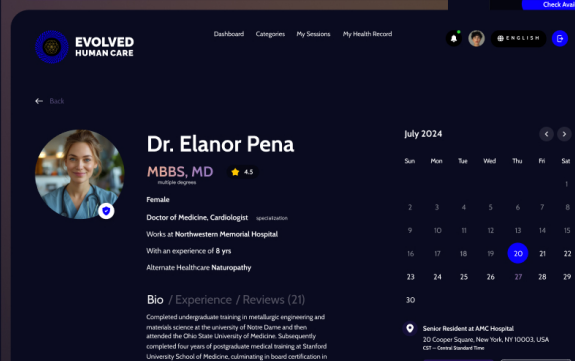 Check Avai
EVOLVED
HUMAN CARE
Dashboard Categories My Sessions My Health Record
ENGLISH
Back
Dr. Elanor Pena
MBBS, MD 4.5
multiple degrees
Female
Doctor of Medicine, Cardiologist specialization
Works at Northwestern Memorial Hospital
With an experience of 8 yrs
Alternate Healthcare Naturopathy
Bio / Experience / Reviews (21)
Completed undergraduate training in metallurgic engineering and
materials science at the university of Notre Dame and then
attended the Ohio State University of Medicine. Subsequently
completed four years of postgraduate medical training at Stanford
University School of Medicine, culminating in board certification in
July 2024
Sun Mon Tue Wed Thu Fri Sat
1
2 3 4 5 6 7 8
9 10 11 12 13 14 15
16 17 18 19 20 21 22
23 24 25 26 27 28 29
30
Senior Resident at AMC Hospital
20 Cooper Square, New York, NY 10003, USA
CST – Central Standard Time